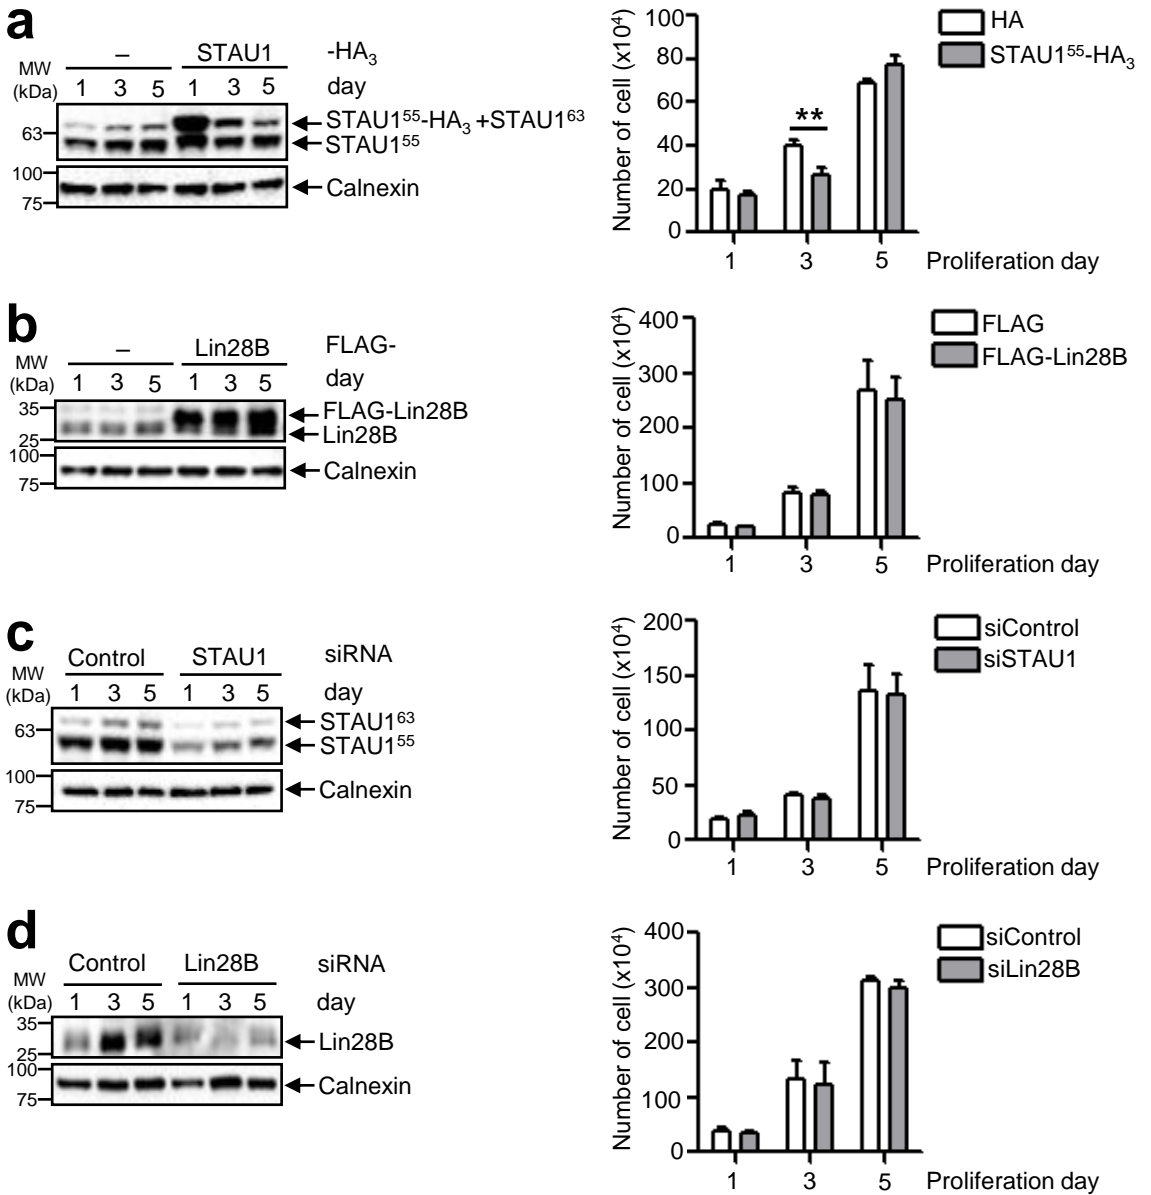 a
– STAU1 -HA3
MW (kDa) 1 3 5 1 3 5 day
63
STAU1⁵⁵-HA3 +STAU1⁶³
STAU1⁵⁵
100
75
Calnexin
Number of cell (x10⁴)
100
80
60
40
20
0
**
1 3 5 Proliferation day
HA
STAU1⁵⁵-HA3
b
– Lin28B FLAG-
MW (kDa) 1 3 5 1 3 5 day
35
25
FLAG-Lin28B
Lin28B
100
75
Calnexin
Number of cell (x10⁴)
400
300
200
100
0
1 3 5 Proliferation day
FLAG
FLAG-Lin28B
c
Control STAU1 siRNA
MW (kDa) 1 3 5 1 3 5 day
63
STAU1⁶³
STAU1⁵⁵
100
75
Calnexin
Number of cell (x10⁴)
200
150
100
50
0
1 3 5 Proliferation day
siControl
siSTAU1
d
Control Lin28B siRNA
MW (kDa) 1 3 5 1 3 5 day
35
25
Lin28B
100
75
Calnexin
Number of cell (x10⁴)
400
300
200
100
0
1 3 5 Proliferation day
siControl
siLin28B